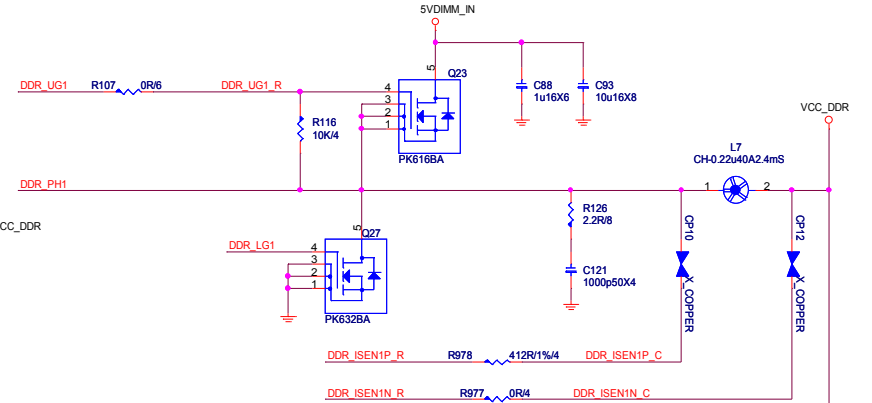 5VDIMM_IN
DDR_UG1
R107
0R/6
DDR_UG1_R
5
Q23
4
3
2
1
PK616BA
C88
1u16X6
C93
10u16X8
R116
10K/4
VCC_DDR
L7
CH-0.22u40A2.4mS
1
2
DDR_PH1
CC_DDR
R126
2.2R/8
CP10
CP12
5
Q27
DDR_LG1
4
3
2
1
PK632BA
C121
1000p50X4
X_COPPER
X_COPPER
DDR_ISEN1P_R
R978
412R/1%/4
DDR_ISEN1P_C
DDR_ISEN1N_R
R977
0R/4
DDR_ISEN1N_C